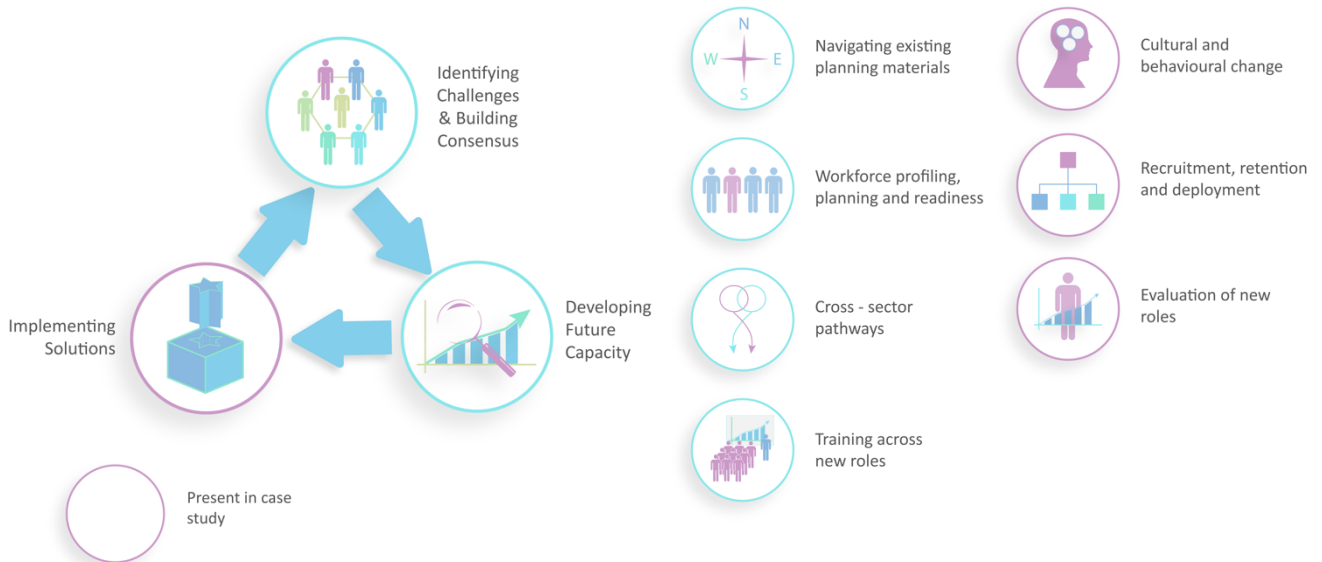 Identifying
Challenges
& Building
Consensus
Implementing
Solutions
Developing
Future
Capacity
Present in case
study
N
W
E
S
Navigating existing
planning materials
Workforce profiling,
planning and readiness
Cross - sector
pathways
Training across
new roles
Cultural and
behavioural change
Recruitment, retention
and deployment
Evaluation of new
roles